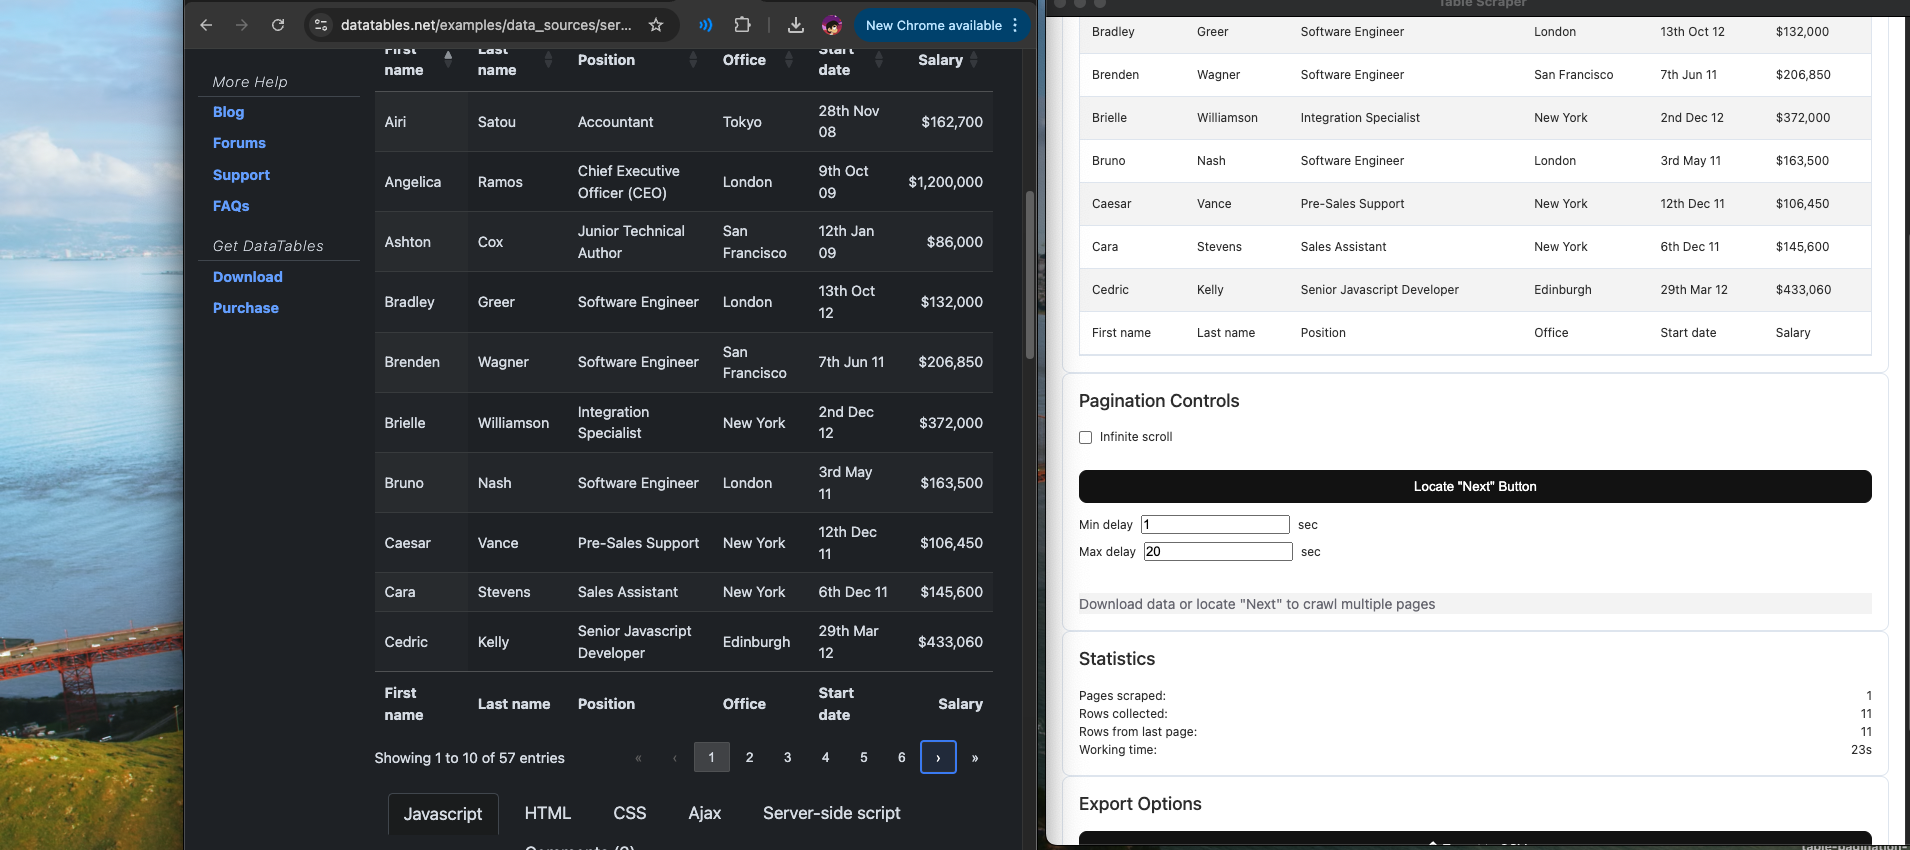 datatables.net/examples/data_sources/ser...
New Chrome available
More Help
Blog
Forums
Support
FAQs
Get DataTables
Download
Purchase
First name Last name Position Office Start date Salary
Airi Satou Accountant Tokyo 28th Nov 08 $162,700
Angelica Ramos Chief Executive Officer (CEO) London 9th Oct 09 $1,200,000
Ashton Cox Junior Technical Author San Francisco 12th Jan 09 $86,000
Bradley Greer Software Engineer London 13th Oct 12 $132,000
Brenden Wagner Software Engineer San Francisco 7th Jun 11 $206,850
Brielle Williamson Integration Specialist New York 2nd Dec 12 $372,000
Bruno Nash Software Engineer London 3rd May 11 $163,500
Caesar Vance Pre-Sales Support New York 12th Dec 11 $106,450
Cara Stevens Sales Assistant New York 6th Dec 11 $145,600
Cedric Kelly Senior Javascript Developer Edinburgh 29th Mar 12 $433,060
First name Last name Position Office Start date Salary
Showing 1 to 10 of 57 entries « ‹ 1 2 3 4 5 6 › »
Javascript HTML CSS Ajax Server-side script
Table Scraper
Bradley Greer Software Engineer London 13th Oct 12 $132,000
Brenden Wagner Software Engineer San Francisco 7th Jun 11 $206,850
Brielle Williamson Integration Specialist New York 2nd Dec 12 $372,000
Bruno Nash Software Engineer London 3rd May 11 $163,500
Caesar Vance Pre-Sales Support New York 12th Dec 11 $106,450
Cara Stevens Sales Assistant New York 6th Dec 11 $145,600
Cedric Kelly Senior Javascript Developer Edinburgh 29th Mar 12 $433,060
First name Last name Position Office Start date Salary
Pagination Controls
Infinite scroll
Locate "Next" Button
Min delay 1 sec
Max delay 20 sec
Download data or locate "Next" to crawl multiple pages
Statistics
Pages scraped: 1
Rows collected: 11
Rows from last page: 11
Working time: 23s
Export Options